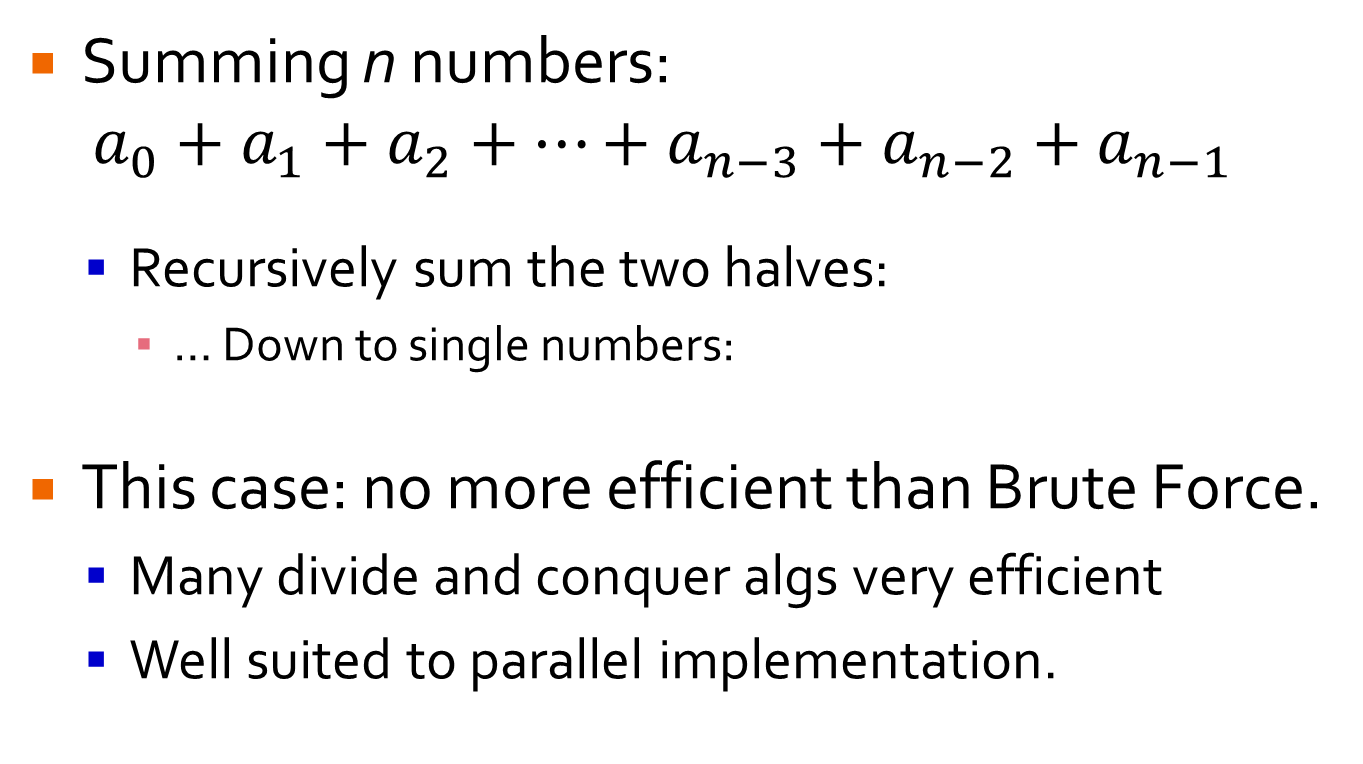 Summing n numbers:
a₀ + a₁ + a₂ + ⋯ + aₙ₋₃ + aₙ₋₂ + aₙ₋₁
Recursively sum the two halves:
... Down to single numbers:
This case: no more efficient than Brute Force.
Many divide and conquer algs very efficient
Well suited to parallel implementation.